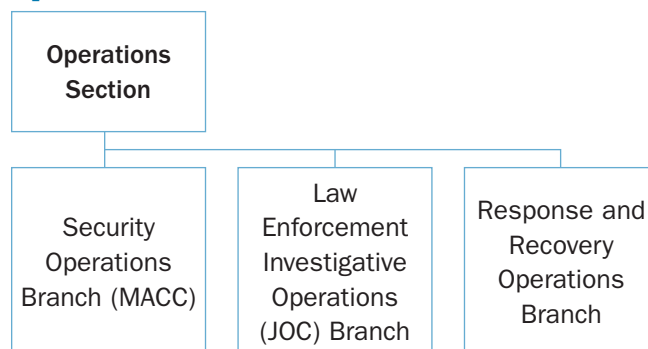 Operations
Section
Security
Operations
Branch (MACC)
Law
Enforcement
Investigative
Operations
(JOC) Branch
Response and
Recovery
Operations
Branch